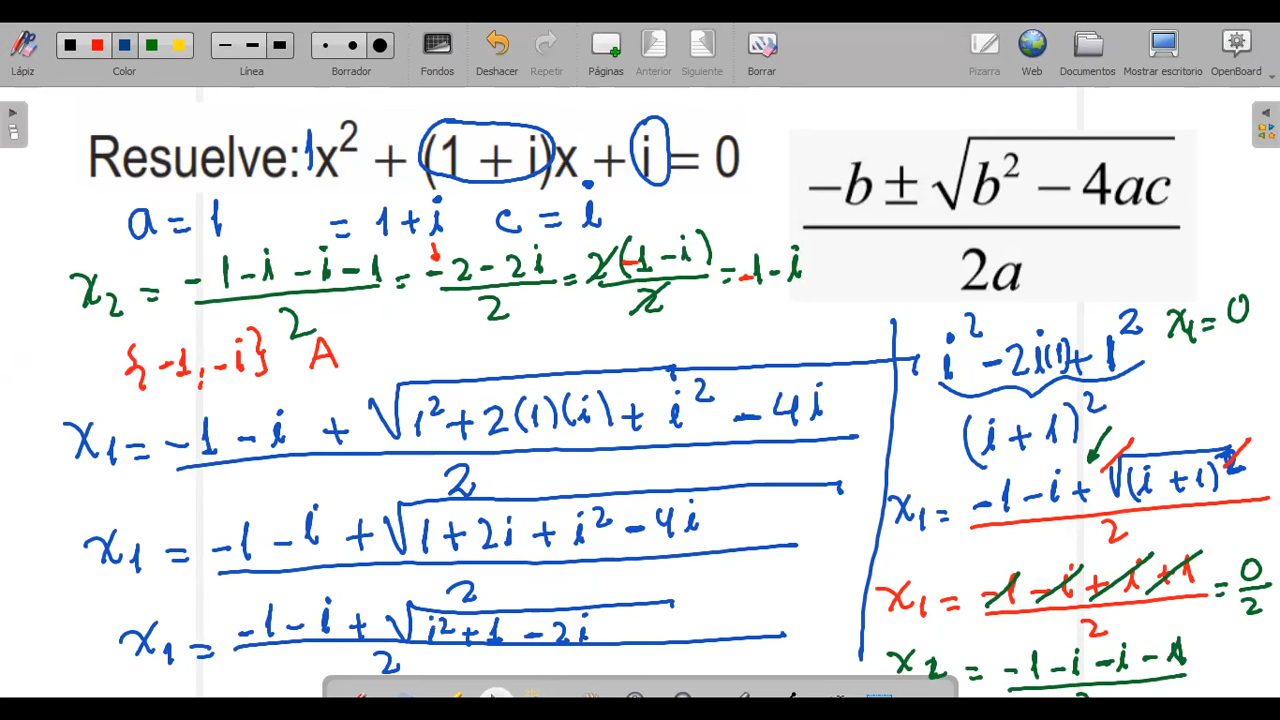 Lápiz Color Línea Borrador Fondos Deshacer Repetir Páginas Anterior Siguiente Borrar Pizarra Web Documentos Mostrar escritorio OpenBoard
Resuelve: 1x² + (1 + i)x + i = 0
-b ± √(b² - 4ac) / 2a
a = 1 = 1 + i c = i
x₂ = (-1 - i - i - 1)/2 = (-2 - 2i)/2 = 2(-1 - i)/2 = -1 - i
{-1, -i} A
x₁ = (-1 - i + √(1² + 2(1)(i) + i² - 4i))/2
x₁ = (-1 - i + √(1 + 2i + i² - 4i))/2
x₁ = (-1 - i + √(i² + 1 - 2i))/2
x₁ = 0
i² - 2i(1) + 1²
(i + 1)²
x₁ = (-1 - i + √(i + 1)²)/2
x₁ = (-1 - i + i + 1)/2 = 0/2
x₂ = -1 - i - i - 1